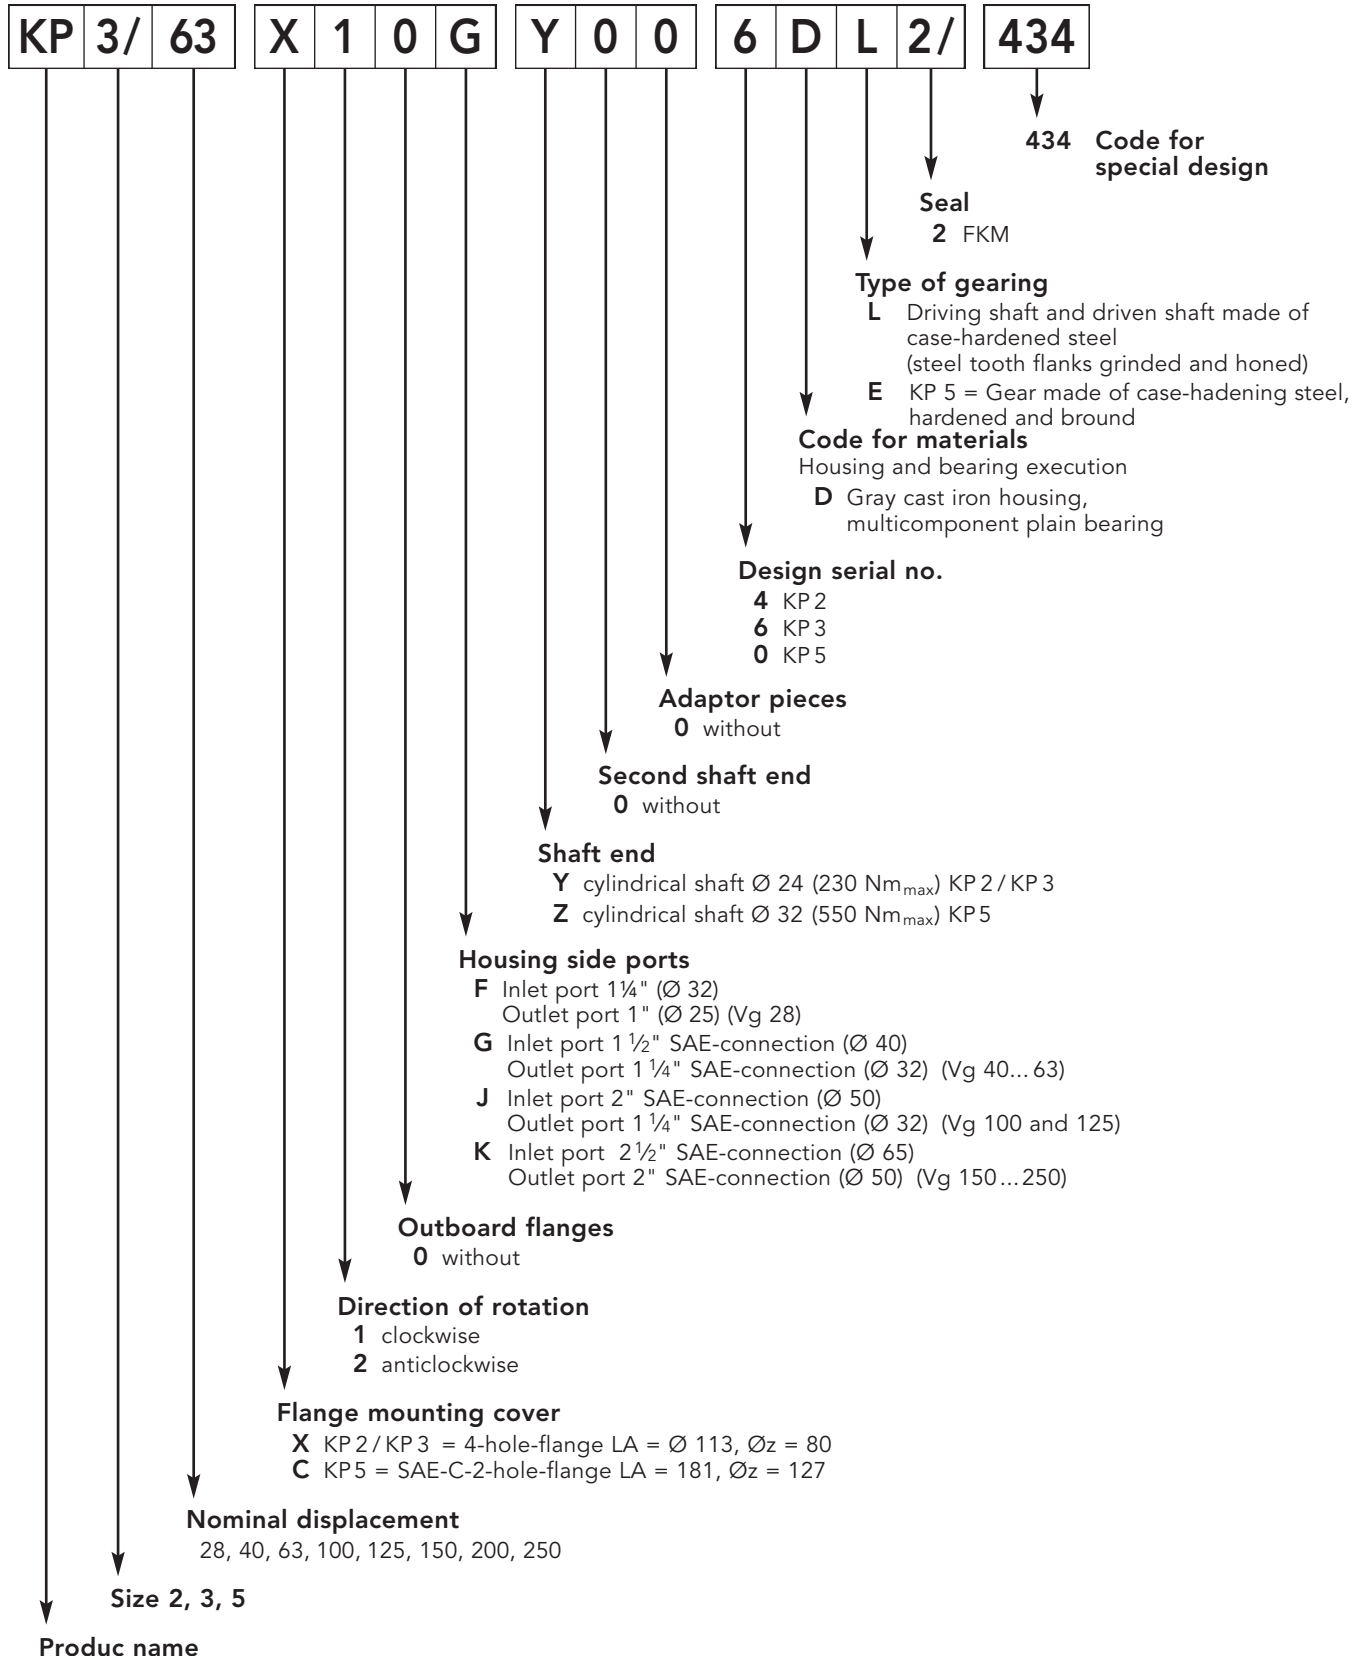 KP 3/ 63 X 1 0 G Y 0 0 6 D L 2/ 434
434 Code for
special design
Seal
2 FKM
Type of gearing
L Driving shaft and driven shaft made of
case-hardened steel
(steel tooth flanks grinded and honed)
E KP 5 = Gear made of case-hadening steel,
hardened and bround
Code for materials
Housing and bearing execution
D Gray cast iron housing,
multicomponent plain bearing
Design serial no.
4 KP 2
6 KP 3
0 KP 5
Adaptor pieces
0 without
Second shaft end
0 without
Shaft end
Y cylindrical shaft Ø 24 (230 Nm max) KP 2 / KP 3
Z cylindrical shaft Ø 32 (550 Nm max) KP 5
Housing side ports
F Inlet port 1¼" (Ø 32)
Outlet port 1" (Ø 25) (Vg 28)
G Inlet port 1 ½" SAE-connection (Ø 40)
Outlet port 1 ¼" SAE-connection (Ø 32) (Vg 40... 63)
J Inlet port 2" SAE-connection (Ø 50)
Outlet port 1 ¼" SAE-connection (Ø 32) (Vg 100 and 125)
K Inlet port 2 ½" SAE-connection (Ø 65)
Outlet port 2" SAE-connection (Ø 50) (Vg 150...250)
Outboard flanges
0 without
Direction of rotation
1 clockwise
2 anticlockwise
Flange mounting cover
X KP 2 / KP 3 = 4-hole-flange LA = Ø 113, Øz = 80
C KP 5 = SAE-C-2-hole-flange LA = 181, Øz = 127
Nominal displacement
28, 40, 63, 100, 125, 150, 200, 250
Size 2, 3, 5
Produc name